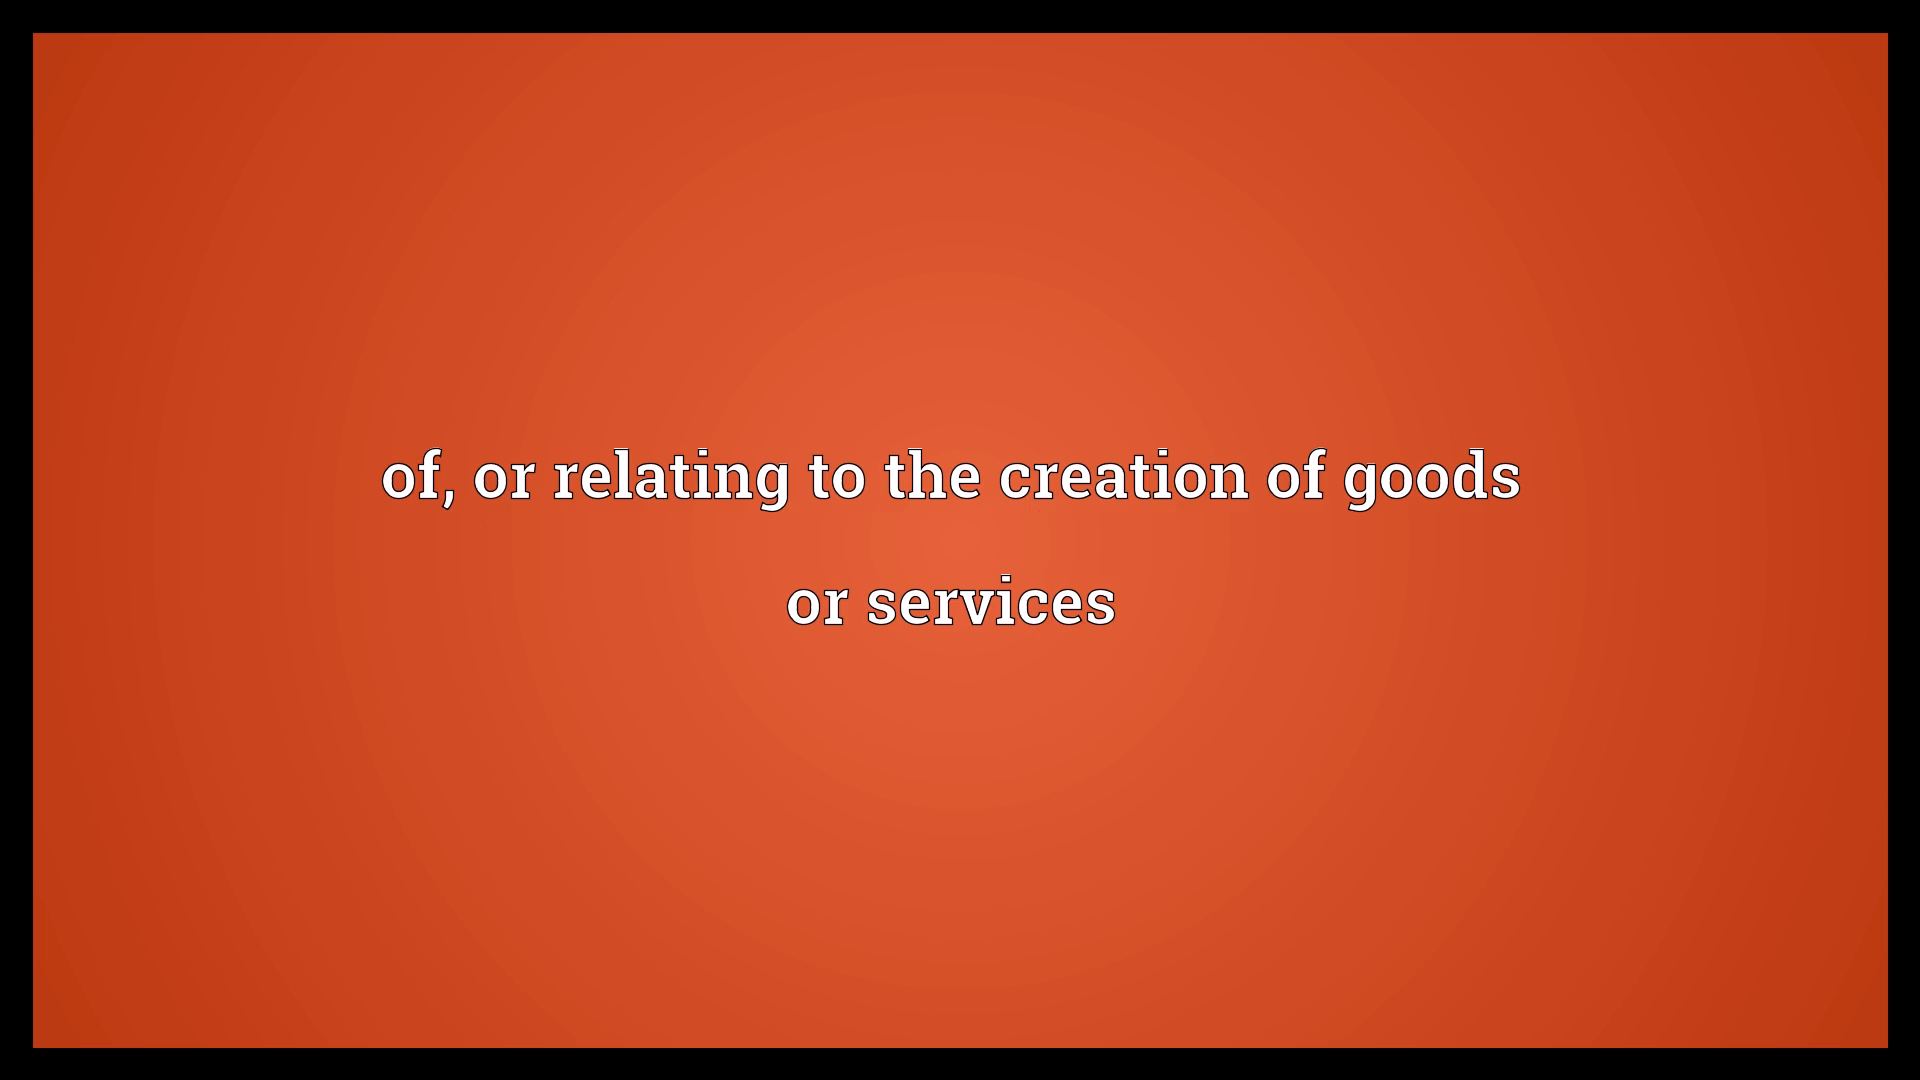 of, or relating to the creation of goods
or services